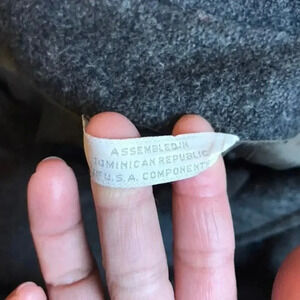 ASSEMBLED IN
DOMINICAN REPUBLIC
OF U.S.A. COMPONENTS